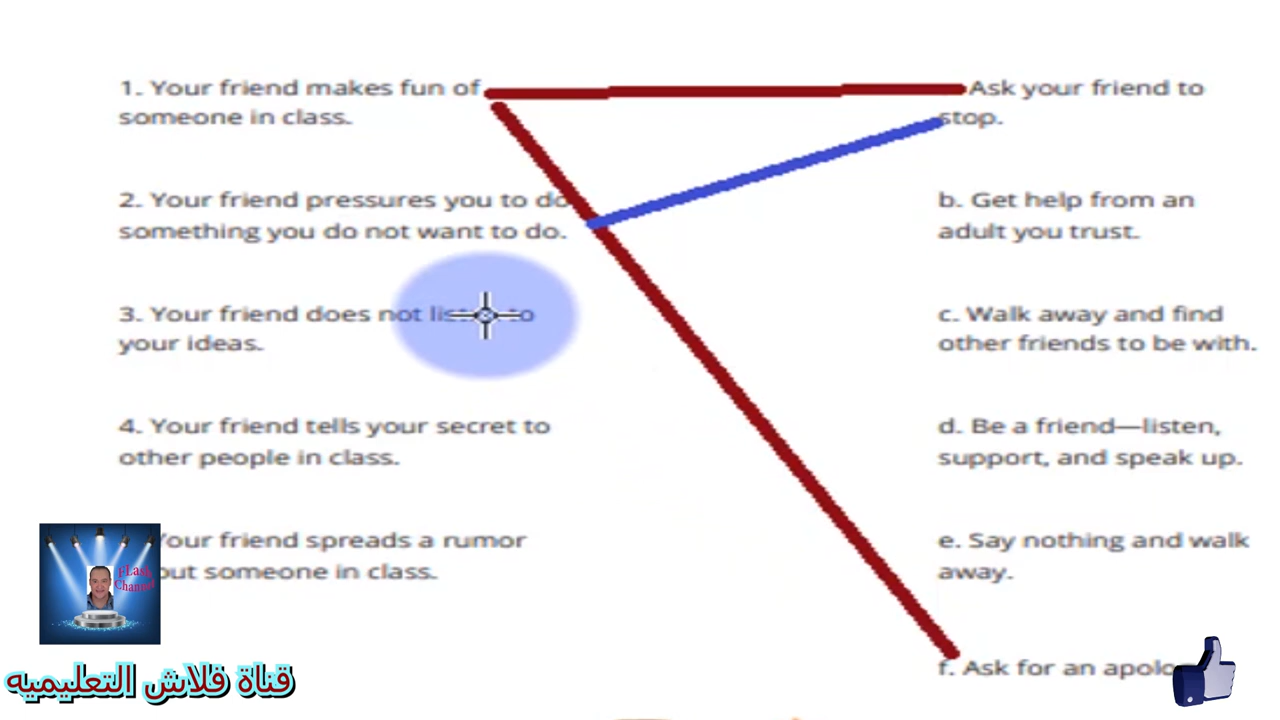 1. Your friend makes fun of
someone in class.
2. Your friend pressures you to do
something you do not want to do.
3. Your friend does not to
your ideas.
4. Your friend tells your secret to
other people in class.
Your friend spreads a rumor
someone in class.
Ask your friend to
stop.
b. Get help from an
adult you trust.
c. Walk away and find
other friends to be with.
d. Be a friend—listen,
support, and speak up.
e. Say nothing and walk
away.
f. Ask for an
FLash
Channel
قناة فلاش التعليميه